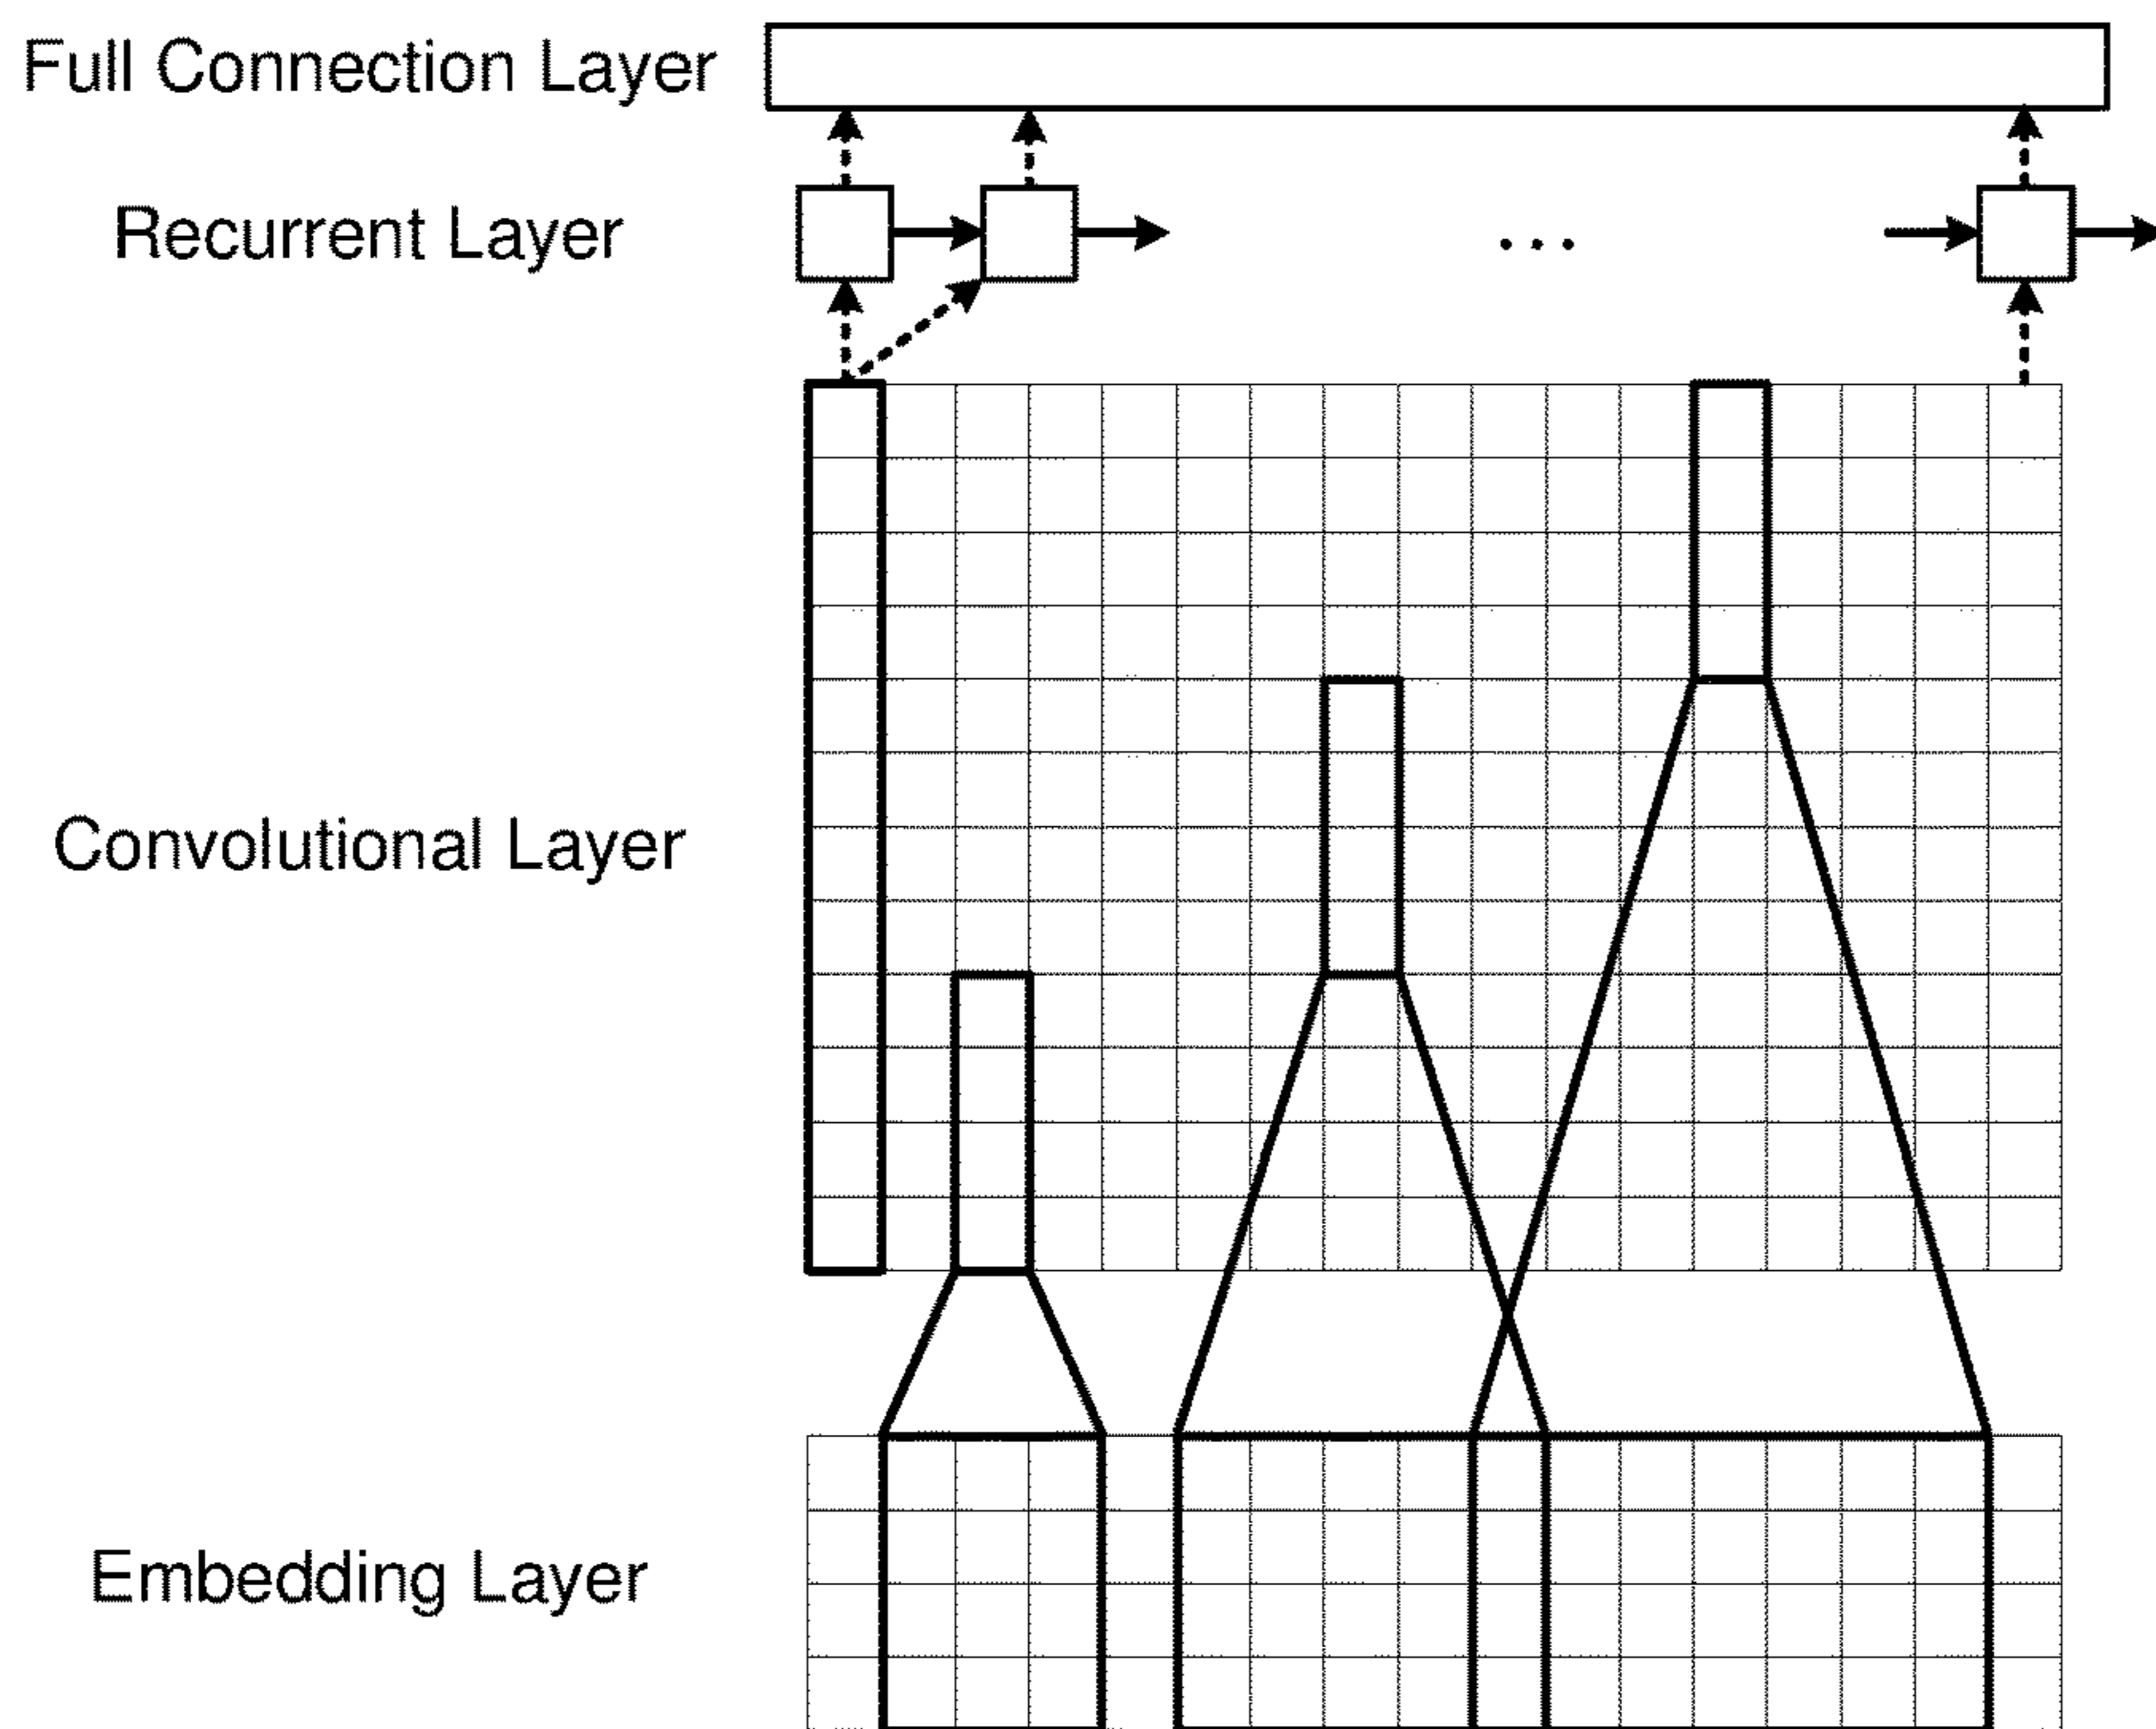 Full Connection Layer
Recurrent Layer
...
Convolutional Layer
Embedding Layer